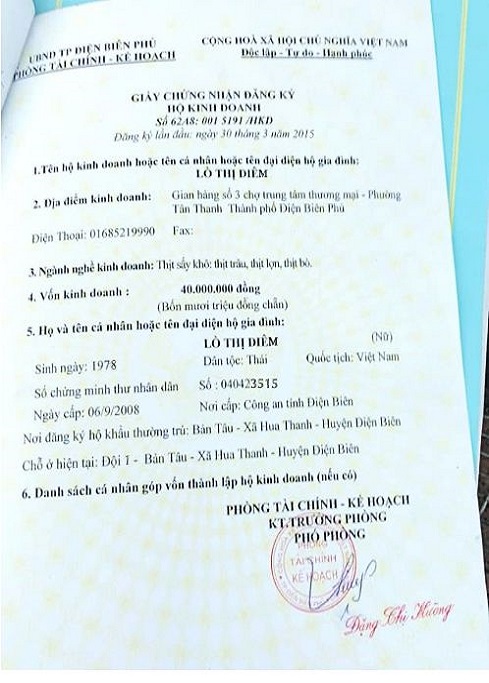 UBND TP ĐIỆN BIÊN PHỦ
PHÒNG TÀI CHÍNH - KẾ HOẠCH
CỘNG HOÀ XÃ HỘI CHỦ NGHĨA VIỆT NAM
Độc lập - Tự do - Hạnh phúc
GIẤY CHỨNG NHẬN ĐĂNG KÝ
HỘ KINH DOANH
Số 62A8: 001 5191 /HKD
Đăng ký lần đầu: ngày 30 tháng 3 năm 2015
1.Tên hộ kinh doanh hoặc tên cá nhân hoặc tên đại diện hộ gia đình:
LÒ THỊ DIÊM
2. Địa điểm kinh doanh: Gian hàng số 3 chợ trung tâm thương mại - Phường
Tân Thanh Thành phố Điện Biên Phủ
Điện Thoại: 01685219990 Fax:
3. Ngành nghề kinh doanh: Thịt sấy khô: thịt trâu, thịt lợn, thịt bò.
4. Vốn kinh doanh : 40.000.000 đồng
(Bốn mươi triệu đồng chẵn)
5. Họ và tên cá nhân hoặc tên đại diện hộ gia đình:
LÒ THỊ DIÊM (Nữ)
Sinh ngày: 1978 Dân tộc: Thái Quốc tịch: Việt Nam
Số chứng minh thư nhân dân Số : 040423515
Ngày cấp: 06/9/2008 Nơi cấp: Công an tỉnh Điện Biên
Nơi đăng ký hộ khẩu thường trú: Bản Tâu - Xã Hua Thanh - Huyện Điện Biên
Chỗ ở hiện tại: Đội 1 - Bản Tâu - Xã Hua Thanh - Huyện Điện Biên
6. Danh sách cá nhân góp vốn thành lập hộ kinh doanh (nếu có)
PHÒNG TÀI CHÍNH - KẾ HOẠCH
KT.TRƯỞNG PHÒNG
PHÓ PHÒNG
PHÒNG
TÀI CHÍNH
KẾ HOẠCH
Đặng Chi Hường